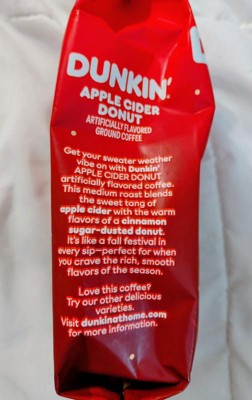 DUNKIN'
APPLE CIDER
DONUT
ARTIFICIALLY FLAVORED
GROUND COFFEE
Get your sweater weather
vibe on with Dunkin'
APPLE CIDER DONUT
artificially flavored coffee.
This medium roast blends
the sweet tang of
apple cider with the warm
flavors of a cinnamon
sugar-dusted donut.
It's like a fall festival in
every sip—perfect for when
you crave the rich, smooth
flavors of the season.
Love this coffee?
Try our other delicious
varieties.
Visit dunkinathome.com
for more information.